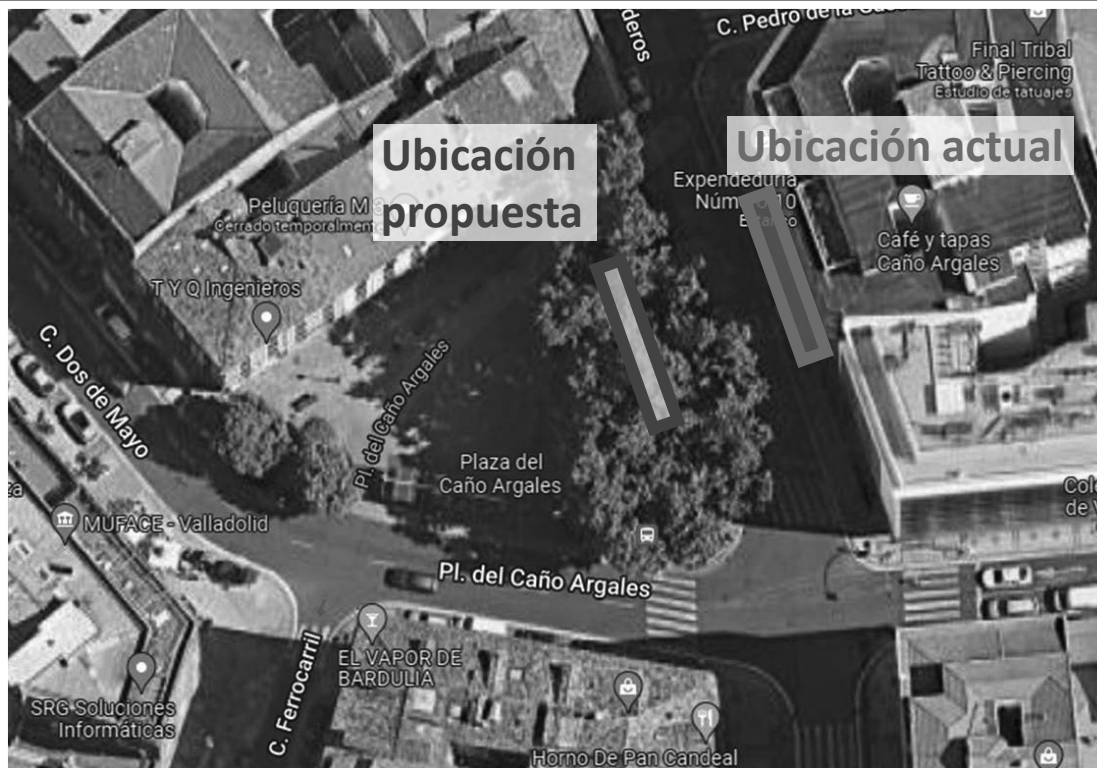 C. Pedro de la
deros
Final Tribal
Tattoo & Piercing
Estudio de tatuajes
Ubicación
propuesta
Ubicación actual
Expendeduría
Peluquería M
Cerrado temporalment
Café y tapas
Caño Argales
T Y Q Ingenieros
C. Dos de Mayo
Pl. del Caño Argales
Plaza del
Caño Argales
za
MUFACE - Valladolid
Pl. del Caño Argales
C. Ferrocarril
EL VAPOR DE
BARDULIA
SRG Soluciones
Informáticas
Horno De Pan Candeal